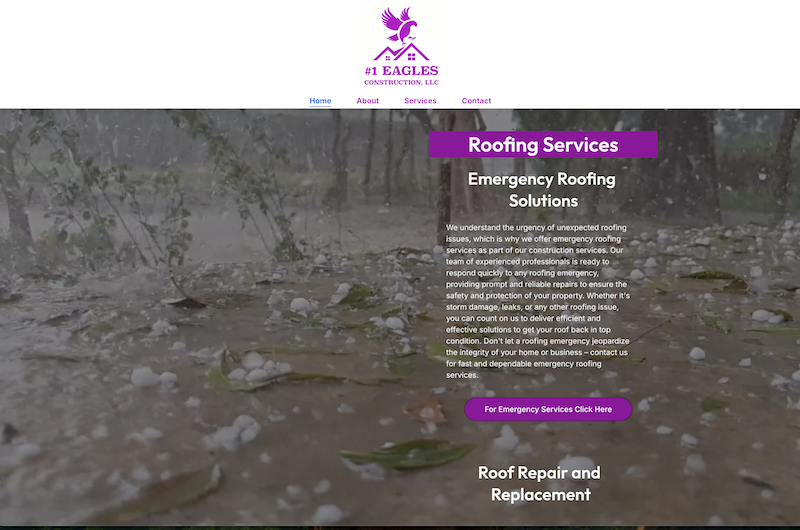 #1 EAGLES
CONSTRUCTION, LLC
Home About Services Contact
Roofing Services
Emergency Roofing
Solutions
We understand the urgency of unexpected roofing
issues, which is why we offer emergency roofing
services as part of our construction services. Our
team of experienced professionals is ready to
respond quickly to any roofing emergency,
providing prompt and reliable repairs to ensure the
safety and protection of your property. Whether it's
storm damage, leaks, or any other roofing issue,
you can count on us to deliver efficient and
effective solutions to get your roof back in top
condition. Don't let a roofing emergency jeopardize
the integrity of your home or business – contact us
for fast and dependable emergency roofing
services.
For Emergency Services Click Here
Roof Repair and
Replacement